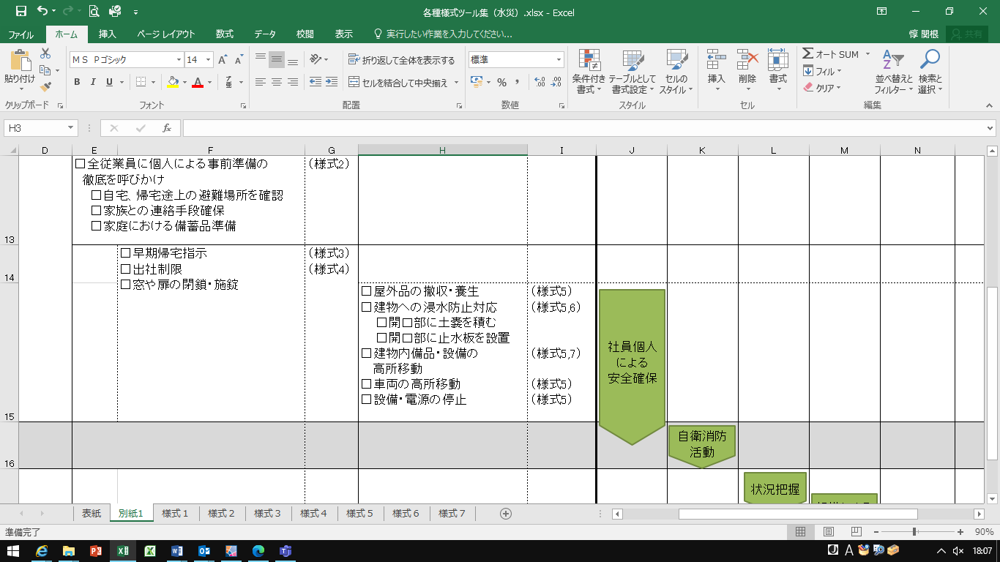 各種様式ツール集（水災）.xlsx - Excel
ファイル ホーム 挿入 ページ レイアウト 数式 データ 校閲 表示 実行したい作業を入力してください... 惇 関根 共有
貼り付け
クリップボード
ＭＳ Ｐゴシック 14
B I U
フォント
折り返して全体を表示する
セルを結合して中央揃え
配置
標準
% ,
数値
条件付き書式 テーブルとして書式設定 セルのスタイル
スタイル
挿入 削除 書式
セル
オート SUM
フィル
クリア
並べ替えとフィルター 検索と選択
編集
H3 fx
D E F G H I J K L M N
□全従業員に個人による事前準備の （様式2）
徹底を呼びかけ
□自宅、帰宅途上の避難場所を確認
□家族との連絡手段確保
□家庭における備蓄品準備
13
□早期帰宅指示 （様式3）
□出社制限 （様式4）
□窓や扉の閉鎖・施錠
14
□屋外品の撤収・養生 （様式5）
□建物への浸水防止対応 （様式5,6）
□開口部に土嚢を積む
□開口部に止水板を設置
□建物内備品・設備の （様式5,7）
高所移動
□車両の高所移動 （様式5）
□設備・電源の停止 （様式5）
社員個人
による
安全確保
15
自衛消防
活動
16
状況把握
表紙 別紙1 様式１ 様式２ 様式３ 様式４ 様式５ 様式６ 様式７
準備完了 90%
A 18:07